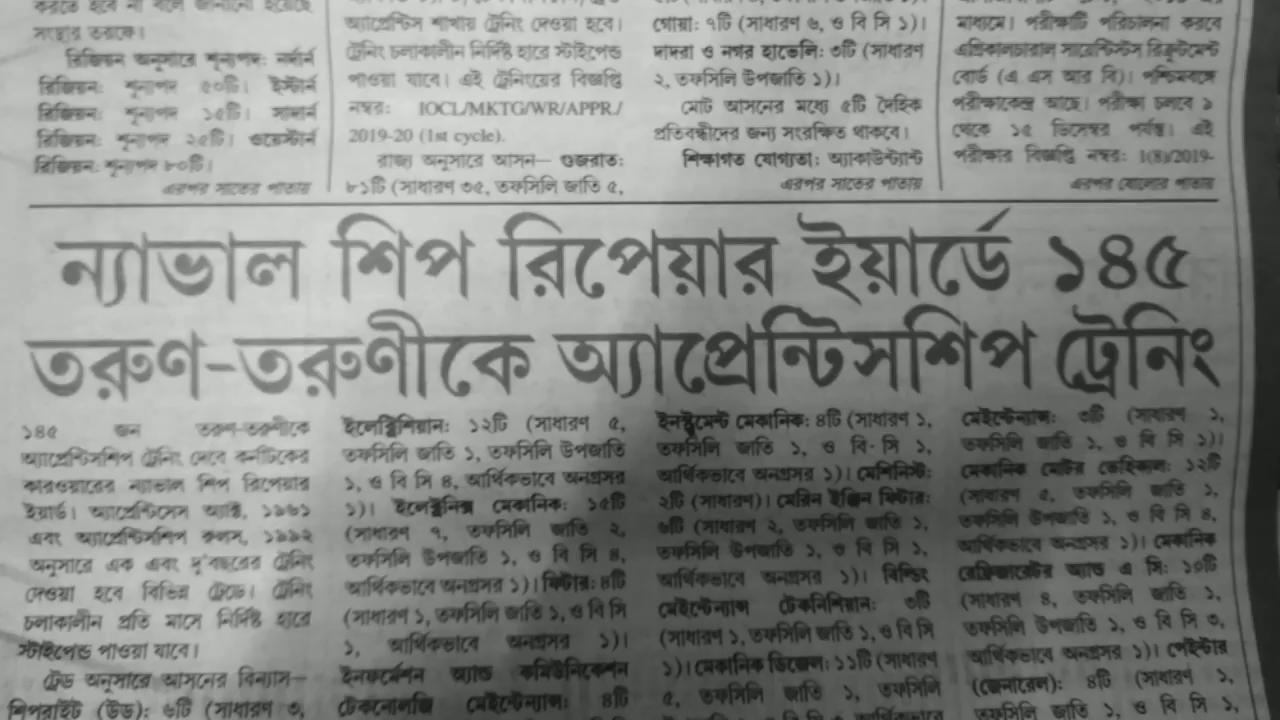 করতে হবে না বলে জানানো হয়েছে
সংস্থার তরফে।
রিজিয়ন অনুসারে শূন্যপদ: নর্দার্ন
রিজিয়ন: শূন্যপদ ৫০টি। ইস্টার্ন
রিজিয়ন: শূন্যপদ ১৫টি। সাদার্ন
রিজিয়ন: শূন্যপদ ২৫টি। ওয়েস্টার্ন
রিজিয়ন: শূন্যপদ ৮০টি।
এরপর সাতের পাতায়
অ্যাপ্রেন্টিস শাখায় ট্রেনিং দেওয়া হবে।
ট্রেনিং চলাকালীন নির্দিষ্ট হারে স্টাইপেন্ড
পাওয়া যাবে। এই ট্রেনিংয়ের বিজ্ঞপ্তি
নম্বর: IOCL/MKTG/WR/APPR/
2019-20 (1st cycle).
রাজ্য অনুসারে আসন— গুজরাত:
৮১টি (সাধারণ ৩৫, তফসিলি জাতি ৫,
গোয়া: ৭টি (সাধারণ ৬, ও বি সি ১)।
দাদরা ও নগর হাভেলি: ৩টি (সাধারণ
২, তফসিলি উপজাতি ১)।
মোট আসনের মধ্যে ৫টি দৈহিক
প্রতিবন্ধীদের জন্য সংরক্ষিত থাকবে।
শিক্ষাগত যোগ্যতা: অ্যাকাউন্ট্যান্ট
এরপর সাতের পাতায়
মাধ্যমে। পরীক্ষাটি পরিচালনা করবে
এগ্রিকালচারাল সায়েন্টিস্টস রিক্রুটমেন্ট
বোর্ড (এ এস আর বি)। পশ্চিমবঙ্গে
পরীক্ষাকেন্দ্র আছে। পরীক্ষা চলবে ৯
থেকে ১৫ ডিসেম্বর পর্যন্ত। এই
পরীক্ষার বিজ্ঞপ্তি নম্বর: 1(8)/2019-
এরপর ষোলোর পাতায়
ন্যাভাল শিপ রিপেয়ার ইয়ার্ডে ১৪৫
তরুণ-তরুণীকে অ্যাপ্রেন্টিসশিপ ট্রেনিং
১৪৫ জন তরুণ-তরুণীকে
অ্যাপ্রেন্টিসশিপ ট্রেনিং দেবে কর্নাটকের
কারওয়ারের ন্যাভাল শিপ রিপেয়ার
ইয়ার্ড। অ্যাপ্রেন্টিসেস অ্যাক্ট, ১৯৬১
এবং অ্যাপ্রেন্টিসশিপ রুলস, ১৯৯২
অনুসারে এক এবং দু'বছরের ট্রেনিং
দেওয়া হবে বিভিন্ন ট্রেডে। ট্রেনিং
চলাকালীন প্রতি মাসে নির্দিষ্ট হারে
স্টাইপেন্ড পাওয়া যাবে।
ট্রেড অনুসারে আসনের বিন্যাস—
শিপরাইট (উড): ৬টি (সাধারণ ৩,
ইলেক্ট্রিশিয়ান: ১২টি (সাধারণ ৫,
তফসিলি জাতি ১, তফসিলি উপজাতি
১, ও বি সি ৪, আর্থিকভাবে অনগ্রসর
১)। ইলেক্ট্রনিক্স মেকানিক: ১৫টি
(সাধারণ ৭, তফসিলি জাতি ২,
তফসিলি উপজাতি ১, ও বি সি ৪,
আর্থিকভাবে অনগ্রসর ১)। ফিটার: ৪টি
(সাধারণ ১, তফসিলি জাতি ১, ও বি সি
১, আর্থিকভাবে অনগ্রসর ১)।
ইনফর্মেশন অ্যান্ড কমিউনিকেশন
টেকনোলজি মেইন্টেন্যান্স: ৪টি
ইনস্ট্রুমেন্ট মেকানিক: ৪টি (সাধারণ ১,
তফসিলি জাতি ১, ও বি সি ১,
আর্থিকভাবে অনগ্রসর ১)। মেশিনিস্ট:
২টি (সাধারণ)। মেরিন ইঞ্জিন ফিটার:
৬টি (সাধারণ ২, তফসিলি জাতি ১,
তফসিলি উপজাতি ১, ও বি সি ১,
আর্থিকভাবে অনগ্রসর ১)। বিল্ডিং
মেইন্টেন্যান্স টেকনিশিয়ান: ৩টি
(সাধারণ ১, তফসিলি জাতি ১, ও বি সি
১)। মেকানিক ডিজেল: ১১টি (সাধারণ
৫, তফসিলি জাতি ১, তফসিলি
মেইন্টেন্যান্স: ৩টি (সাধারণ ১,
তফসিলি জাতি ১, ও বি সি ১)।
মেকানিক মোটর ভেহিকল: ১২টি
(সাধারণ ৫, তফসিলি জাতি ১,
তফসিলি উপজাতি ১, ও বি সি ৪,
আর্থিকভাবে অনগ্রসর ১)। মেকানিক
রেফ্রিজারেটর অ্যান্ড এ সি: ১০টি
(সাধারণ ৪, তফসিলি জাতি ১,
তফসিলি উপজাতি ১, ও বি সি ৩,
আর্থিকভাবে অনগ্রসর ১)। পেইন্টার
(জেনারেল): ৪টি (সাধারণ ১,
তফসিলি জাতি ১, ও বি সি ১,